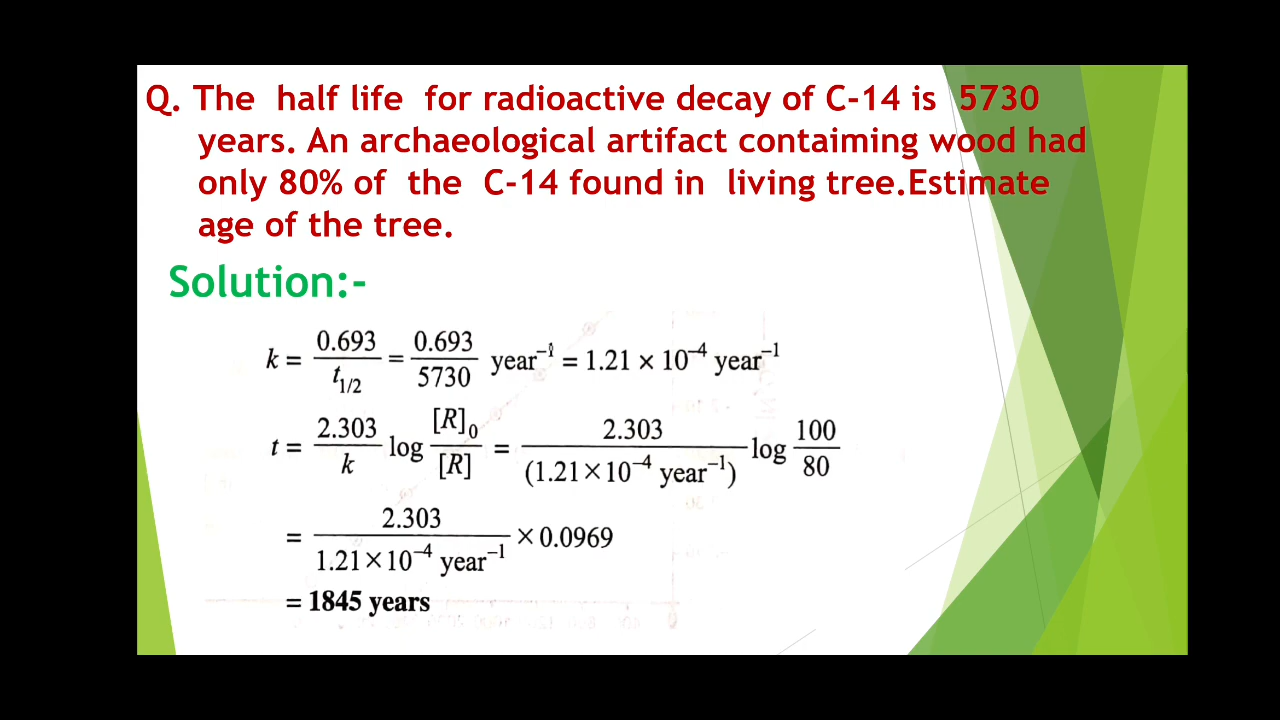 Q. The half life for radioactive decay of C-14 is 5730
years. An archaeological artifact contaiming wood had
only 80% of the C-14 found in living tree.Estimate
age of the tree.
Solution:-
k = 0.693/t1/2 = 0.693/5730 year⁻¹ = 1.21 × 10⁻⁴ year⁻¹
t = 2.303/k log [R]₀/[R] = 2.303/(1.21×10⁻⁴ year⁻¹) log 100/80
= 2.303/1.21×10⁻⁴ year⁻¹ × 0.0969
= 1845 years